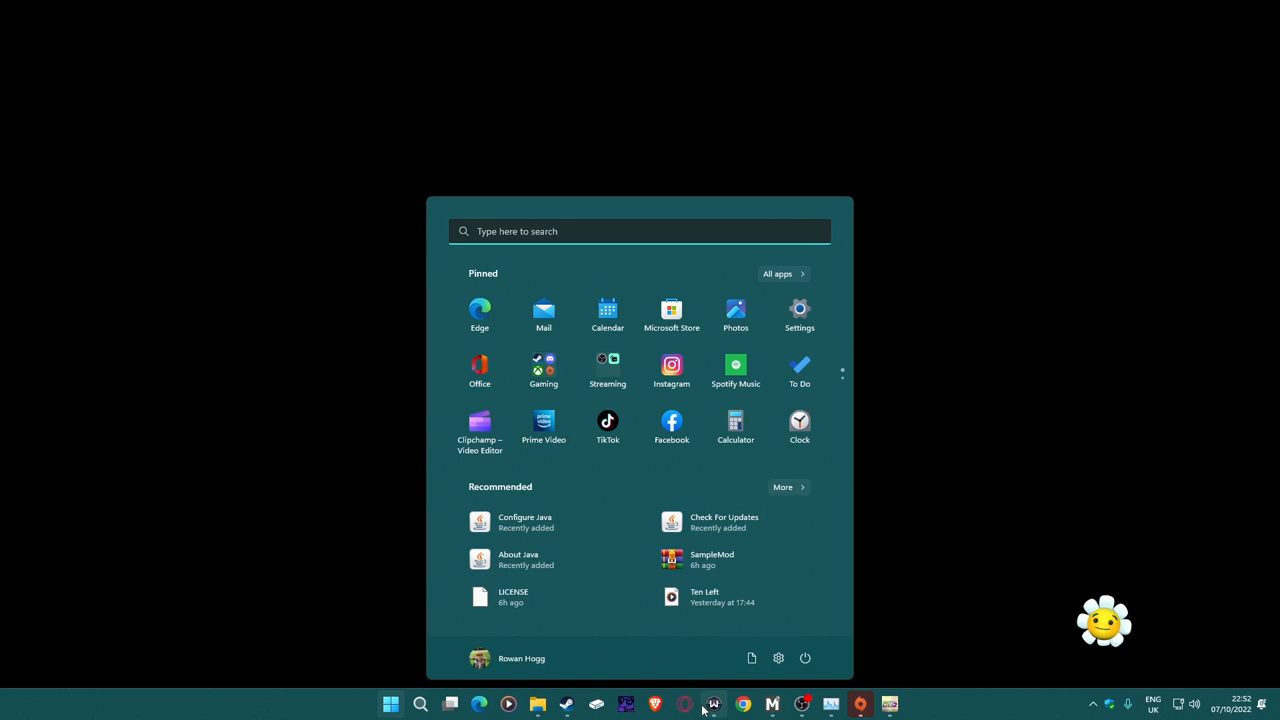 Type here to search
Pinned
All apps
Edge
Mail
Calendar
Microsoft Store
Photos
Settings
Office
Gaming
Streaming
Instagram
Spotify Music
To Do
Clipchamp –
Video Editor
Prime Video
TikTok
Facebook
Calculator
Clock
Recommended
More
Configure Java
Recently added
Check For Updates
Recently added
About Java
Recently added
SampleMod
6h ago
LICENSE
6h ago
Ten Left
Yesterday at 17:44
Rowan Hogg
ENG
UK
22:52
07/10/2022